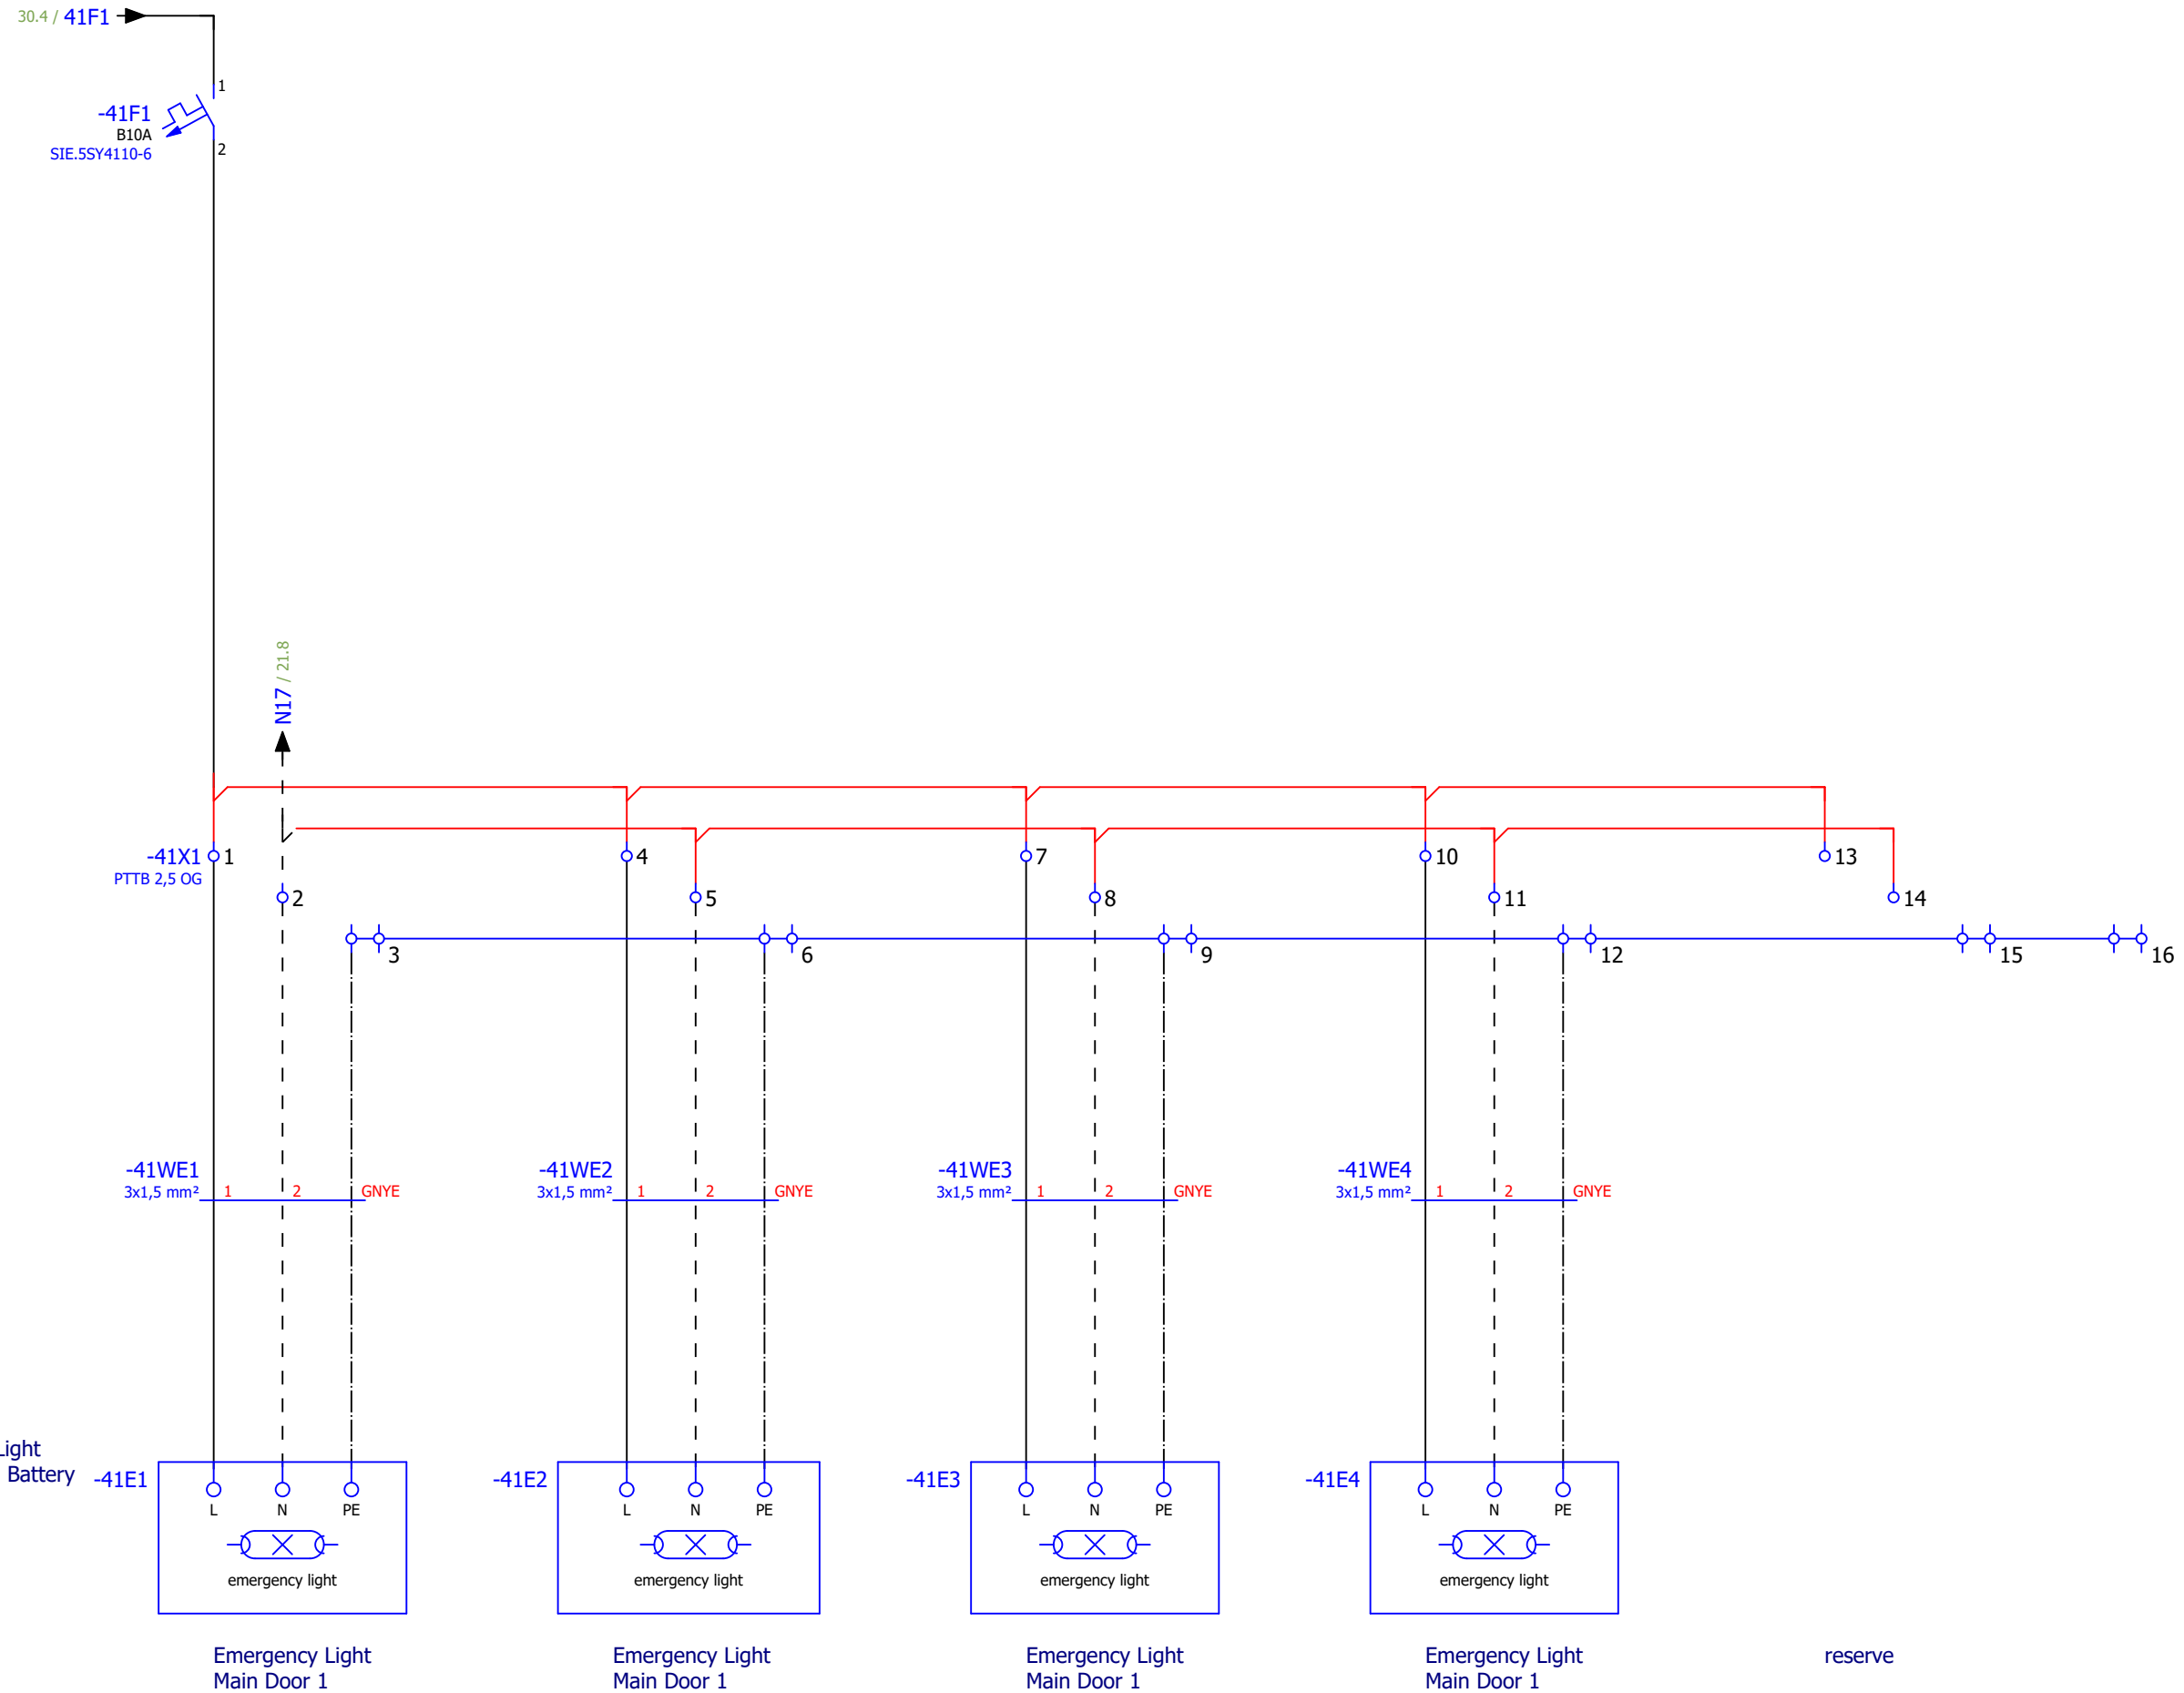 30.4 / 41F1
1
-41F1
B10A
SIE.5SY4110-6
2
N17 / 21.8
-41X1 1 4 7 10 13
PTTB 2,5 OG
2 5 8 11 14
3 6 9 12 15 16
-41WE1 -41WE2 -41WE3 -41WE4
3x1,5 mm² 1 2 GNYE 3x1,5 mm² 1 2 GNYE 3x1,5 mm² 1 2 GNYE 3x1,5 mm² 1 2 GNYE
Battery -41E1 -41E2 -41E3 -41E4
L N PE L N PE L N PE L N PE
emergency light emergency light emergency light emergency light
Emergency Light Emergency Light Emergency Light Emergency Light reserve
Main Door 1 Main Door 1 Main Door 1 Main Door 1